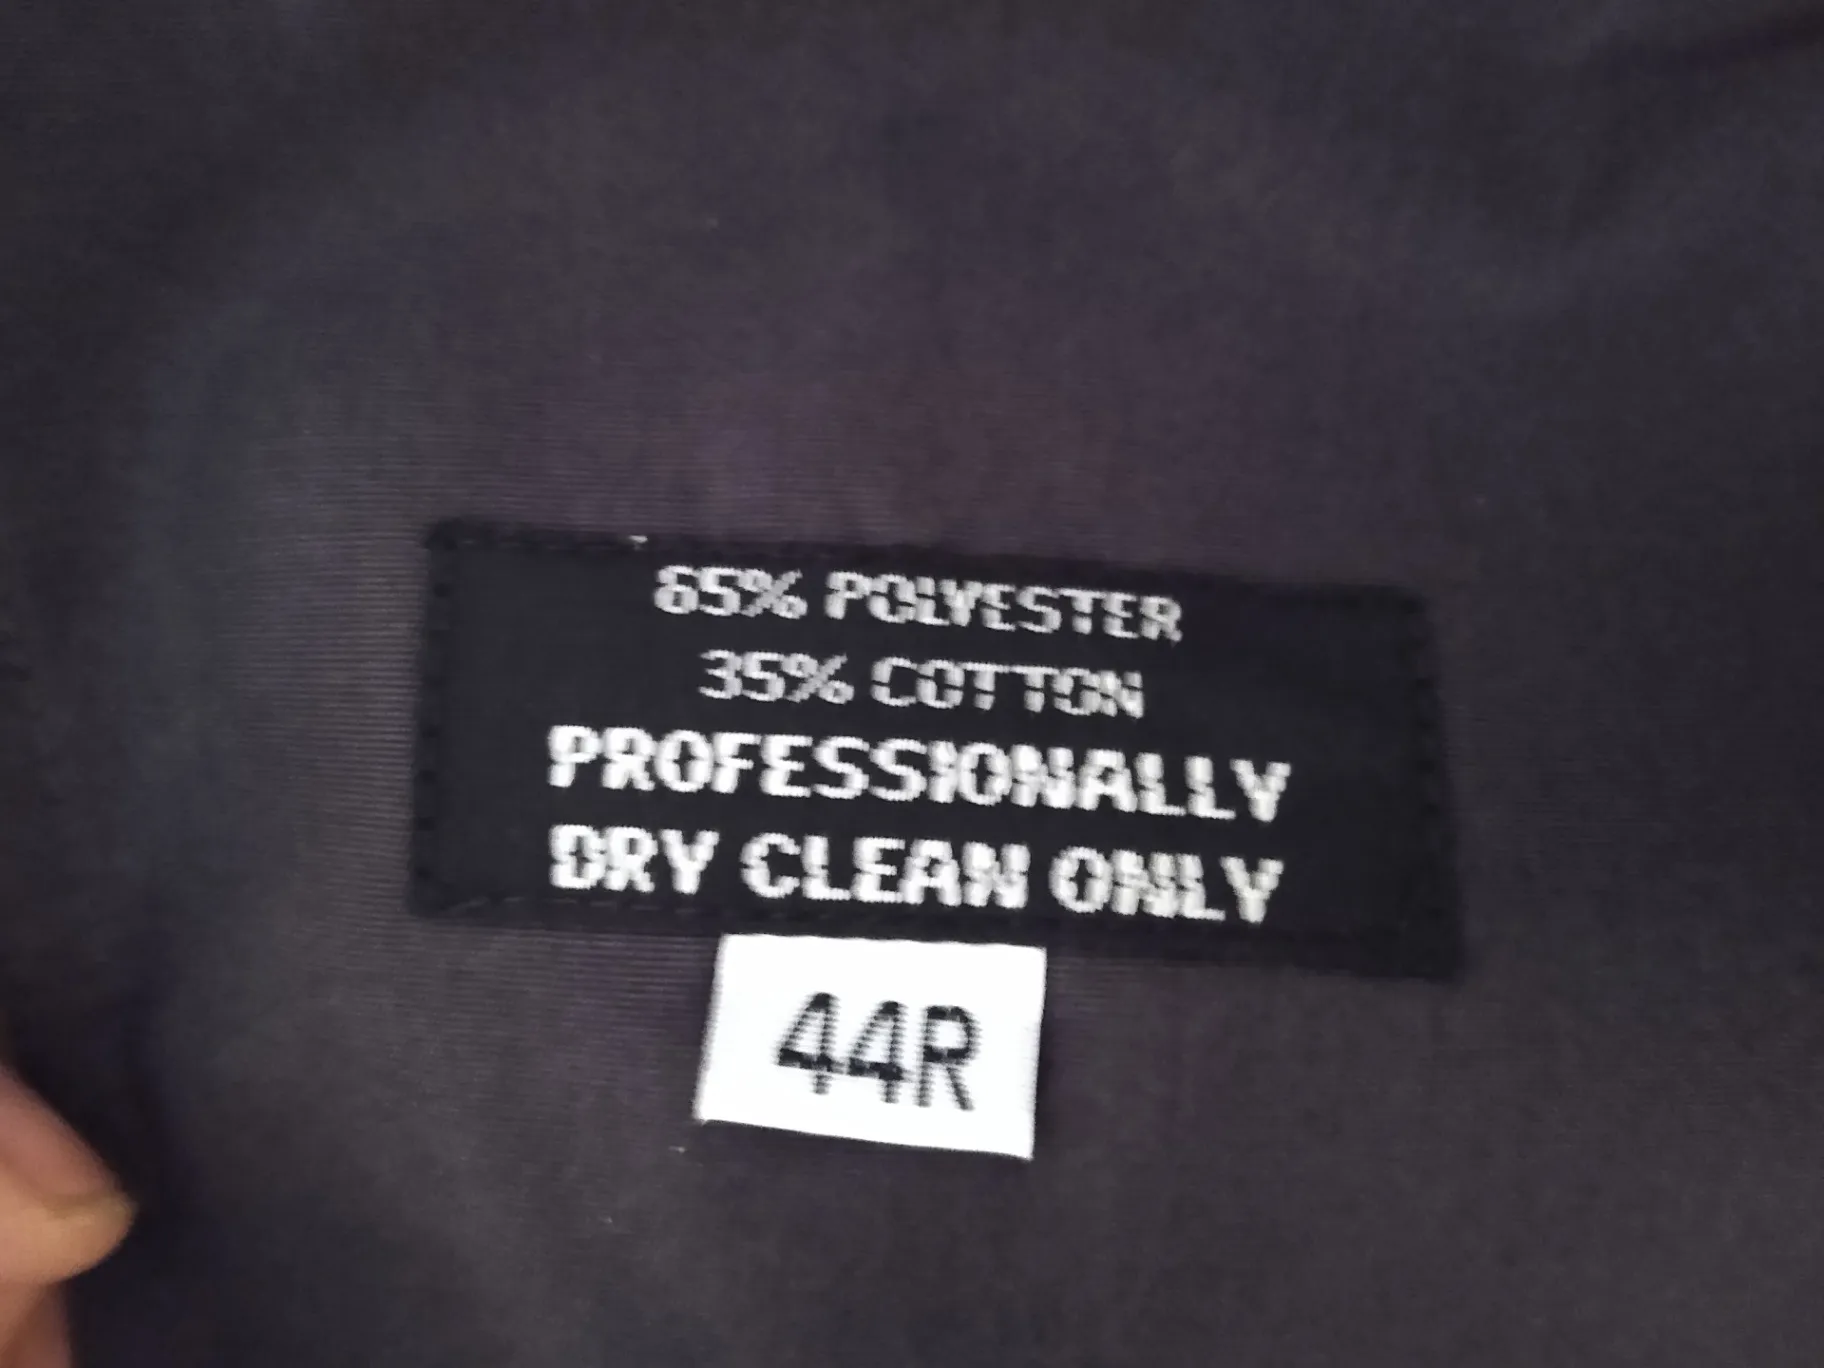 65% POLYESTER
35% COTTON
PROFESSIONALLY
DRY CLEAN ONLY
44R